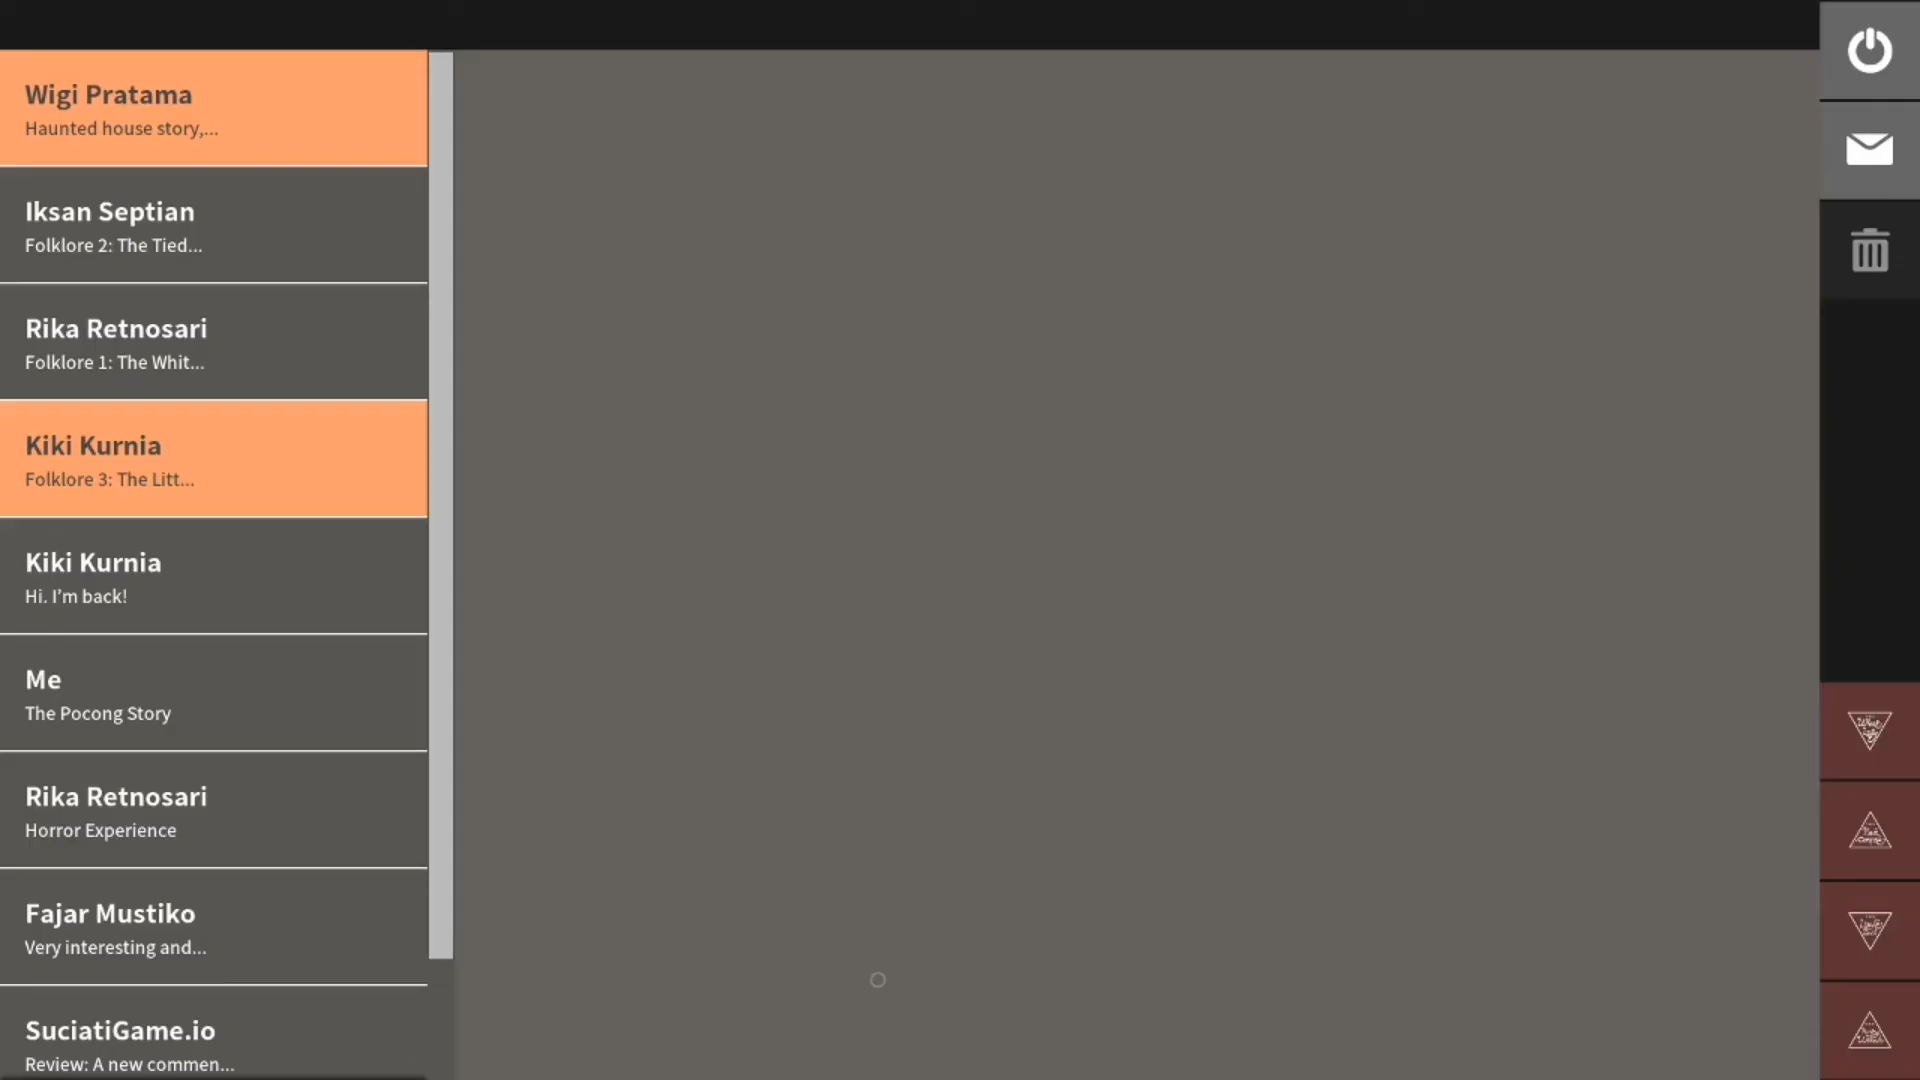 Wigi Pratama
Haunted house story,...
Iksan Septian
Folklore 2: The Tied...
Rika Retnosari
Folklore 1: The Whit...
Kiki Kurnia
Folklore 3: The Litt...
Kiki Kurnia
Hi. I'm back!
Me
The Pocong Story
Rika Retnosari
Horror Experience
Fajar Mustiko
Very interesting and...
SuciatiGame.io
Review: A new commen...